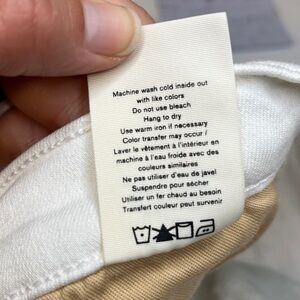 Machine wash cold inside out
with like colors
Do not use bleach
Hang to dry
Use warm iron if necessary
Color transfer may occur /
Laver le vêtement à l'intérieur en
machine à l'eau froide avec des
couleurs similaires
Ne pas utiliser d'eau de javel
Suspendre pour sécher
Utiliser un fer chaud au besoin
Transfert couleur peut survenir